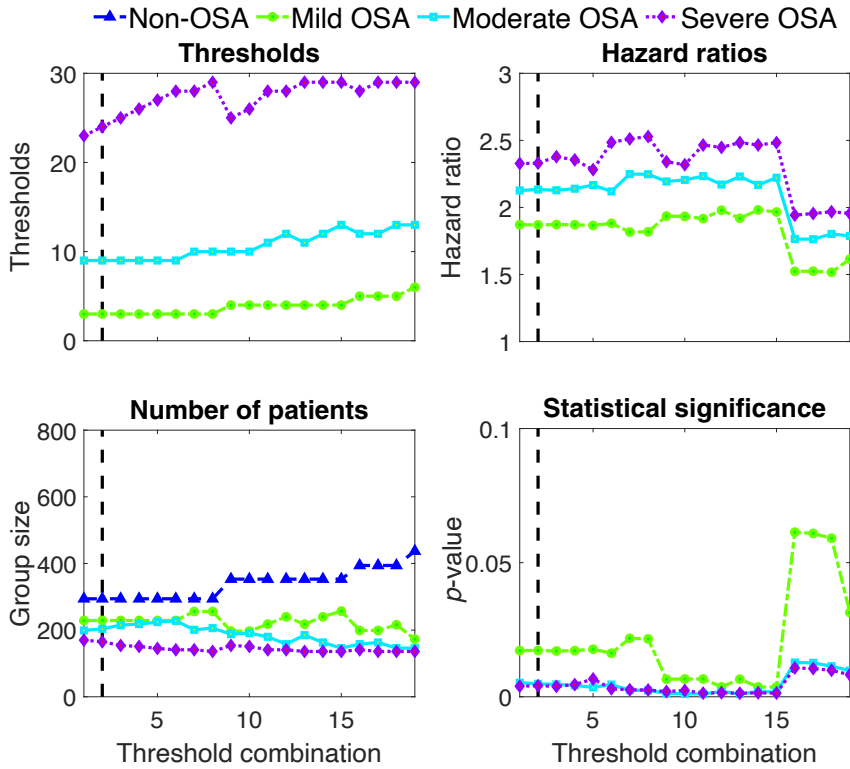 Non-OSA Mild OSA Moderate OSA Severe OSA
Thresholds
Hazard ratios
30
20
10
0
Thresholds
3
2.5
2
1.5
1
Hazard ratio
Number of patients
Statistical significance
800
600
400
200
0
Group size
5 10 15
Threshold combination
0.1
0.05
0
p-value
5 10 15
Threshold combination